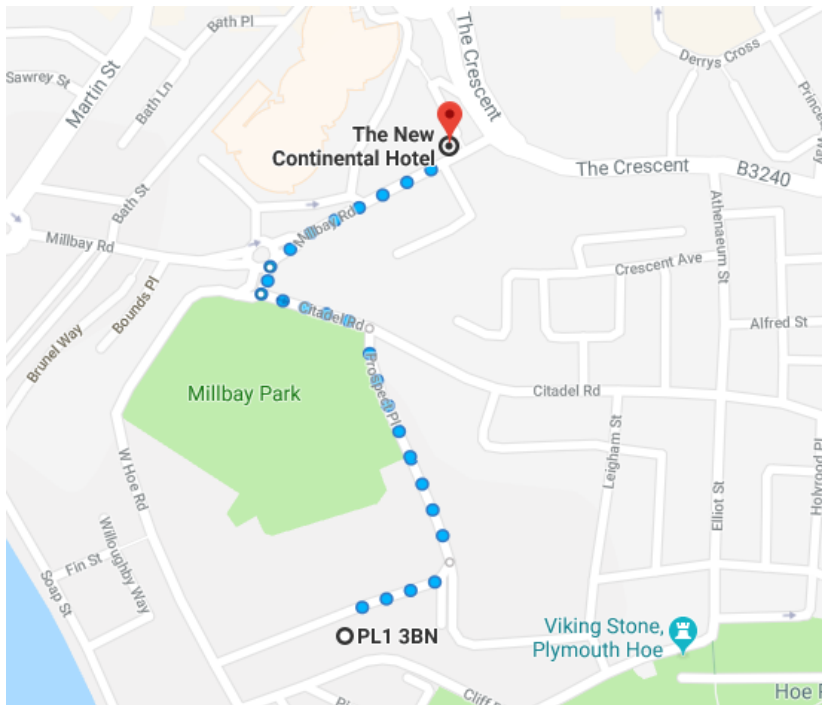 Bath Pl
The Crescent
Derrys Cross
Sawrey St
Martin St
Bath Ln
The New
Continental Hotel
The Crescent
B3240
Bath St
Athenaeum St
Millbay Rd
Millbay Rd
Crescent Ave
Bounds Pl
Citadel Rd
Alfred St
Brunel Way
Prospect Pl
Millbay Park
Citadel Rd
W Hoe Rd
Leigham St
Holyrood Pl
Elliot St
Willoughby Way
Fin St
Soap St
PL1 3BN
Viking Stone,
Plymouth Hoe
Hoe
Cliff